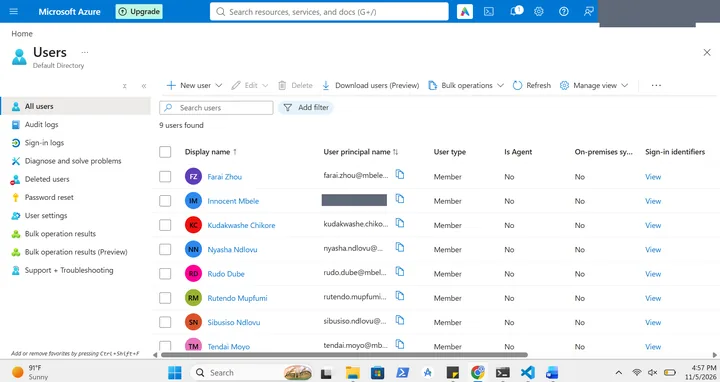 Microsoft Azure
Upgrade
Search resources, services, and docs (G+/)
1
Home
Users
...
Default Directory
New user
Edit
Delete
Download users (Preview)
Bulk operations
Refresh
Manage view
...
All users
Audit logs
Sign-in logs
Diagnose and solve problems
Deleted users
Password reset
User settings
Bulk operation results
Bulk operation results (Preview)
Support + Troubleshooting
Search users
Add filter
9 users found
Display name ↑ User principal name ↑↓ User type Is Agent On-premises sy... Sign-in identifiers
FZ Farai Zhou farai.zhou@mbele... Member No No View
IM Innocent Mbele Member No No View
KC Kudakwashe Chikore kudakwashe.chiko... Member No No View
NN Nyasha Ndlovu nyasha.ndlovu@... Member No No View
RD Rudo Dube rudo.dube@mbel... Member No No View
RM Rutendo Mupfumi rutendo.mupfumi... Member No No View
SN Sibusiso Ndlovu sibusiso.ndlovu@... Member No No View
TM Tendai Moyo tendai.moyo@mb... Member No No View
Add or remove favorites by pressing Ctrl+Shift+F
91°F
Sunny
Search
4:57 PM
11/5/2026